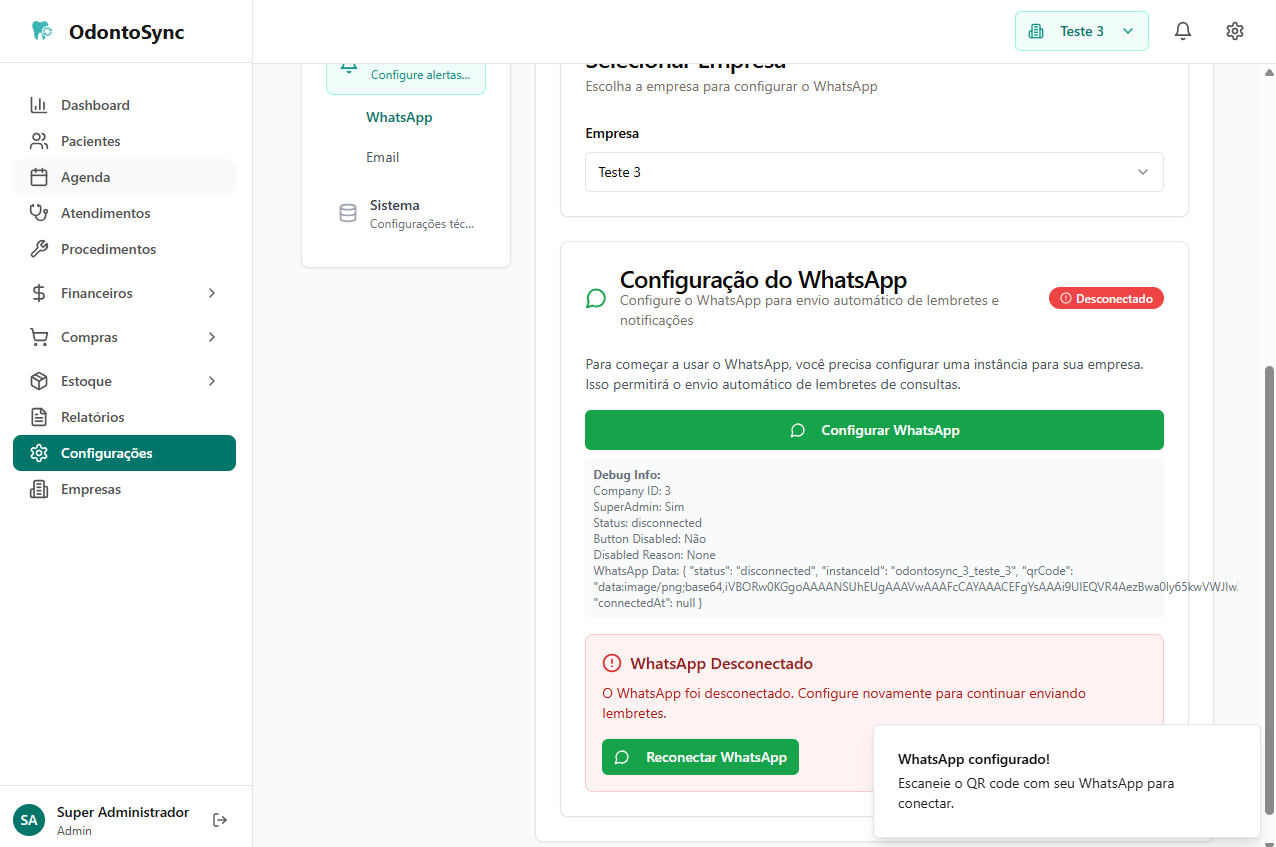 OdontoSync
Teste 3
Dashboard
Pacientes
Agenda
Atendimentos
Procedimentos
Financeiros
Compras
Estoque
Relatórios
Configurações
Empresas
SA
Super Administrador
Admin
Configure alertas...
WhatsApp
Email
Sistema
Configurações téc...
Selecionar Empresa
Escolha a empresa para configurar o WhatsApp
Empresa
Teste 3
Configuração do WhatsApp
Configure o WhatsApp para envio automático de lembretes e
notificações
Desconectado
Para começar a usar o WhatsApp, você precisa configurar uma instância para sua empresa.
Isso permitirá o envio automático de lembretes de consultas.
Configurar WhatsApp
Debug Info:
Company ID: 3
SuperAdmin: Sim
Status: disconnected
Button Disabled: Não
Disabled Reason: None
WhatsApp Data: { "status": "disconnected", "instanceId": "odontosync_3_teste_3", "qrCode":
"data:image/png;base64,
"connectedAt": null }
WhatsApp Desconectado
O WhatsApp foi desconectado. Configure novamente para continuar enviando
lembretes.
Reconectar WhatsApp
WhatsApp configurado!
Escaneie o QR code com seu WhatsApp para
conectar.